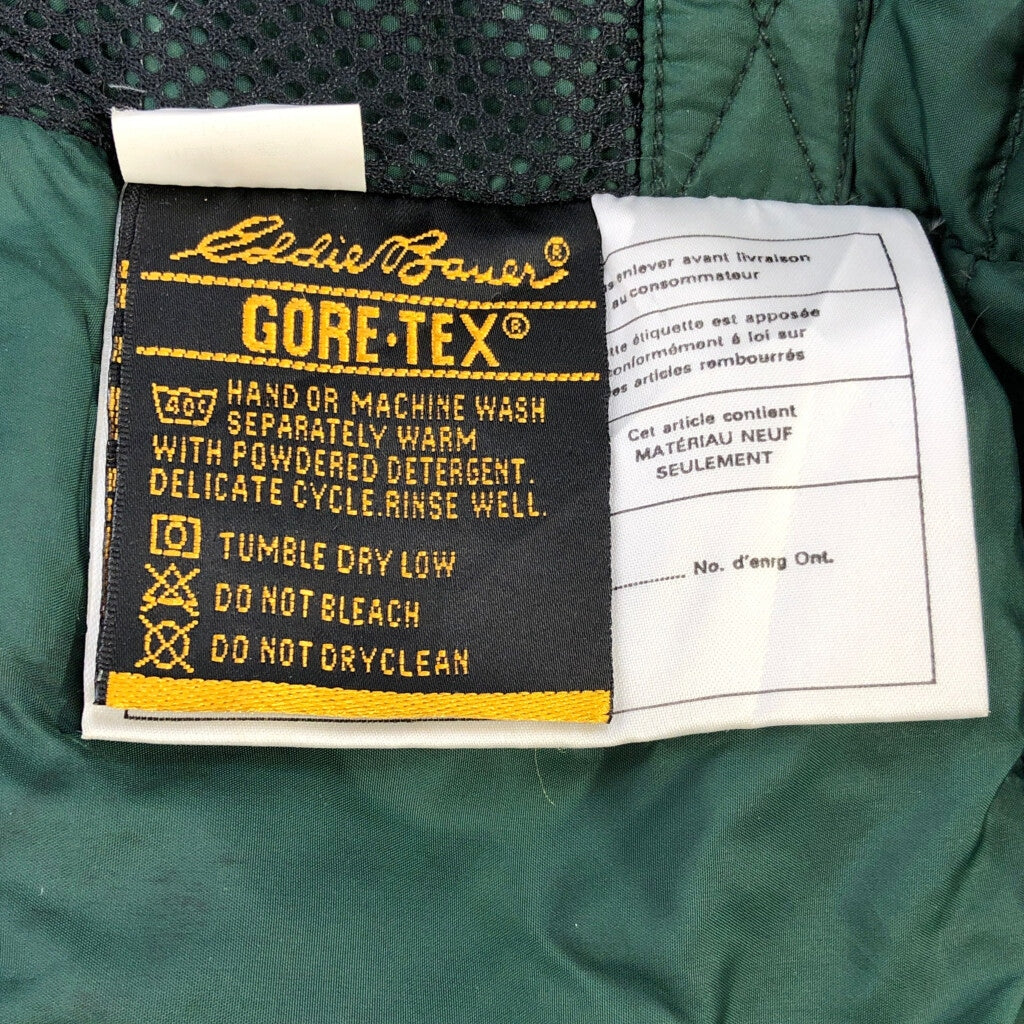 Eddie Bauer®
GORE·TEX®
40c HAND OR MACHINE WASH
SEPARATELY WARM
WITH POWDERED DETERGENT.
DELICATE CYCLE.RINSE WELL.
TUMBLE DRY LOW
DO NOT BLEACH
DO NOT DRYCLEAN
enlever avant livraison
au consommateur
étiquette est apposée
conformément à loi sur
articles rembourrés
Cet article contient
MATÉRIAU NEUF
SEULEMENT
No. d'enrg Ont.